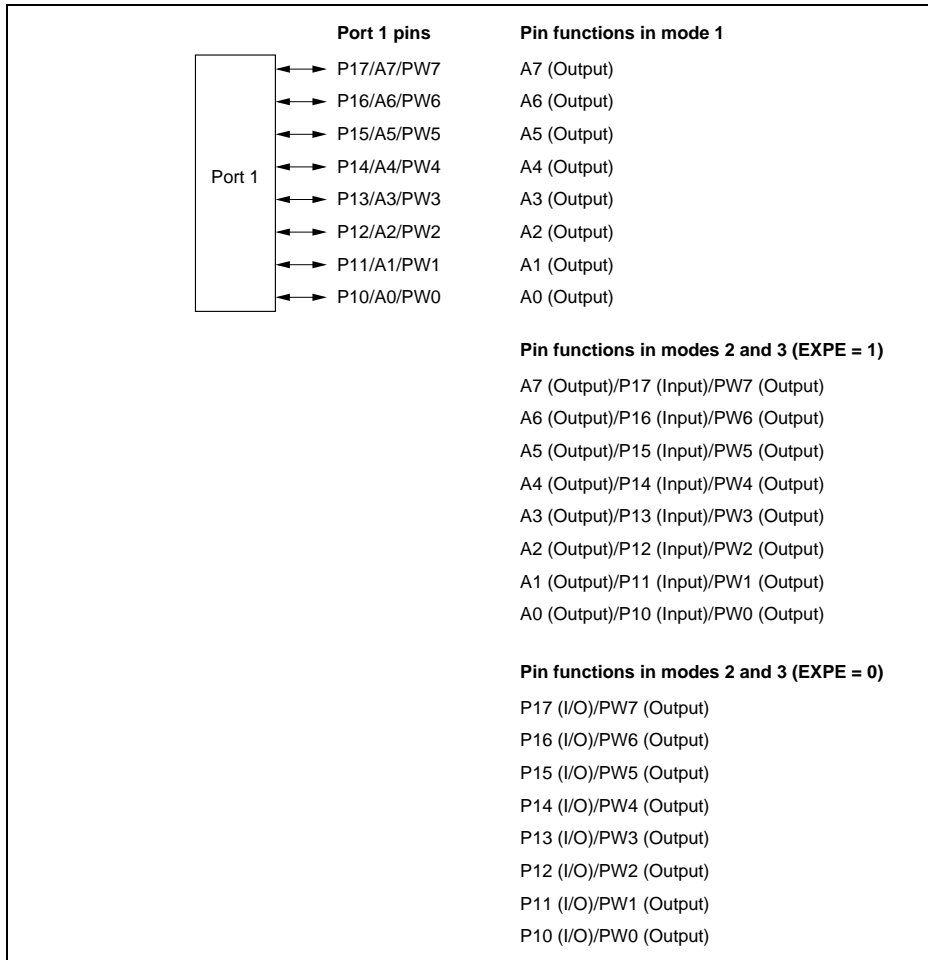 Port 1 pins Pin functions in mode 1
P17/A7/PW7 A7 (Output)
P16/A6/PW6 A6 (Output)
P15/A5/PW5 A5 (Output)
P14/A4/PW4 A4 (Output)
Port 1
P13/A3/PW3 A3 (Output)
P12/A2/PW2 A2 (Output)
P11/A1/PW1 A1 (Output)
P10/A0/PW0 A0 (Output)
Pin functions in modes 2 and 3 (EXPE = 1)
A7 (Output)/P17 (Input)/PW7 (Output)
A6 (Output)/P16 (Input)/PW6 (Output)
A5 (Output)/P15 (Input)/PW5 (Output)
A4 (Output)/P14 (Input)/PW4 (Output)
A3 (Output)/P13 (Input)/PW3 (Output)
A2 (Output)/P12 (Input)/PW2 (Output)
A1 (Output)/P11 (Input)/PW1 (Output)
A0 (Output)/P10 (Input)/PW0 (Output)
Pin functions in modes 2 and 3 (EXPE = 0)
P17 (I/O)/PW7 (Output)
P16 (I/O)/PW6 (Output)
P15 (I/O)/PW5 (Output)
P14 (I/O)/PW4 (Output)
P13 (I/O)/PW3 (Output)
P12 (I/O)/PW2 (Output)
P11 (I/O)/PW1 (Output)
P10 (I/O)/PW0 (Output)